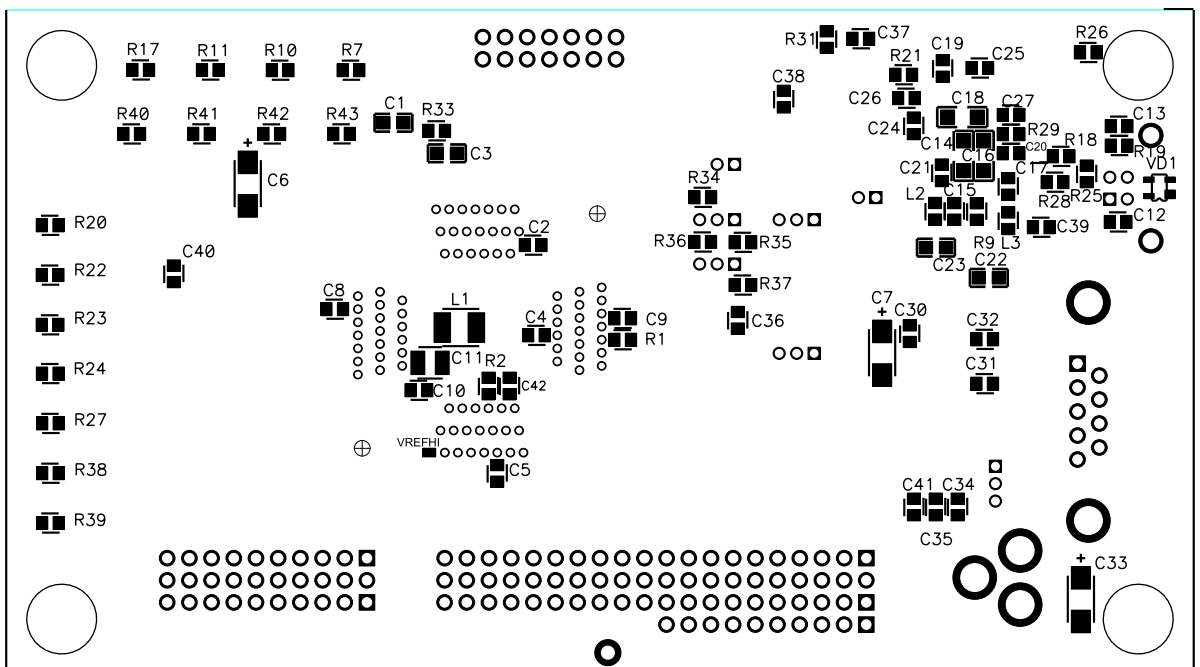 R17 R11 R10 R7 R31 C37 R26
R21 C19 C25
C38 C26 C18 C27
R40 R41 R42 R43 C1 R33 C24 R29 C13
C3 C14 C20 R18 R19
C16 C21 C17 VD1
C6 R34 R28 R25
L2 C15
R20 C2 R36 R35 R9 L3 C39 C12
C40 C23 C22
R22 R37
C8 L1 C4 C9 C36 C7 + C30 C32
R23 R1
C11 R2
R24 C10 C42 C31
R27
VREFHI
R38 C5
C41 C34
R39 C35
+ C33
+